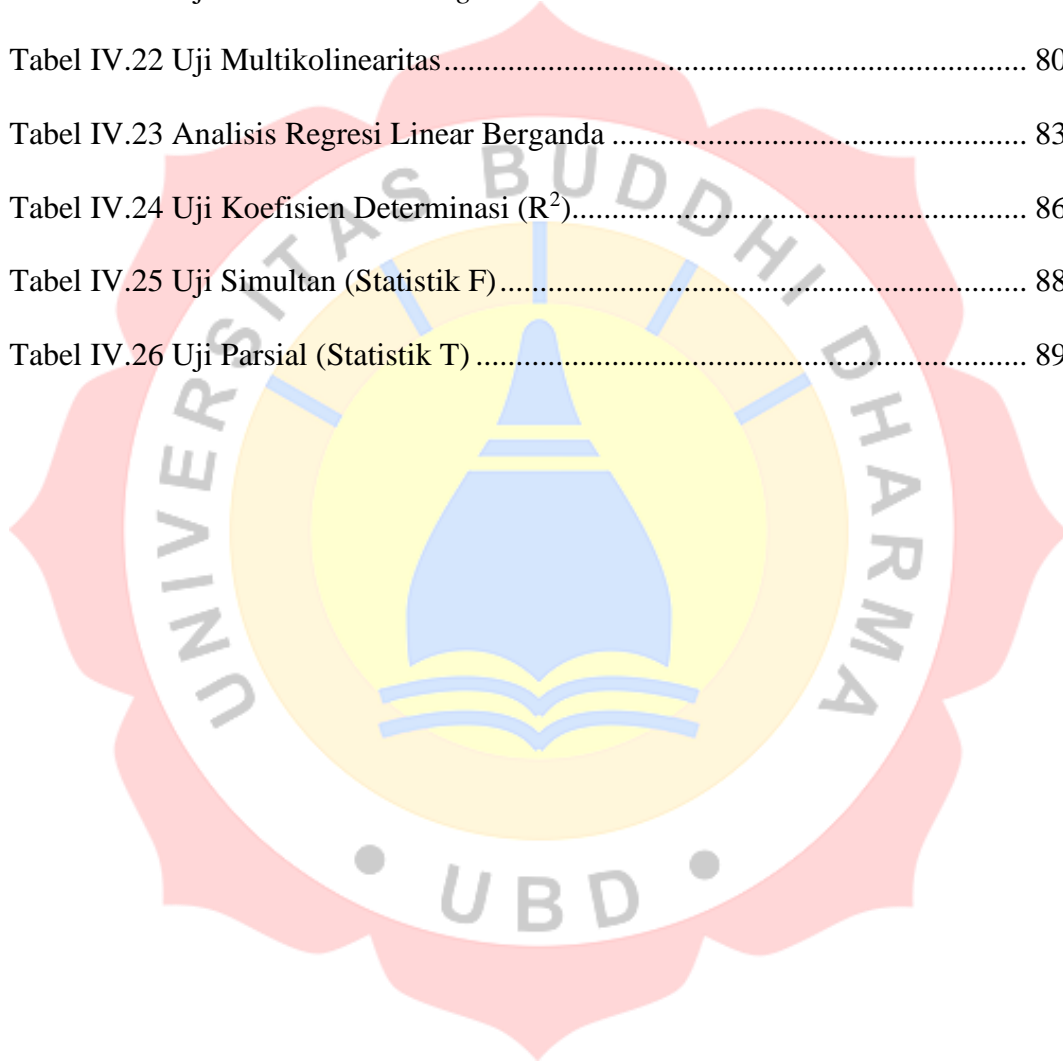 Tabel IV.22 Uji Multikolinearitas........................................................................... 80
Tabel IV.23 Analisis Regresi Linear Berganda .................................................... 83
Tabel IV.24 Uji Koefisien Determinasi (R²)......................................................... 86
Tabel IV.25 Uji Simultan (Statistik F).................................................................. 88
Tabel IV.26 Uji Parsial (Statistik T) ..................................................................... 89
UNIVERSITAS BUDDHI DHARMA
• UBD •